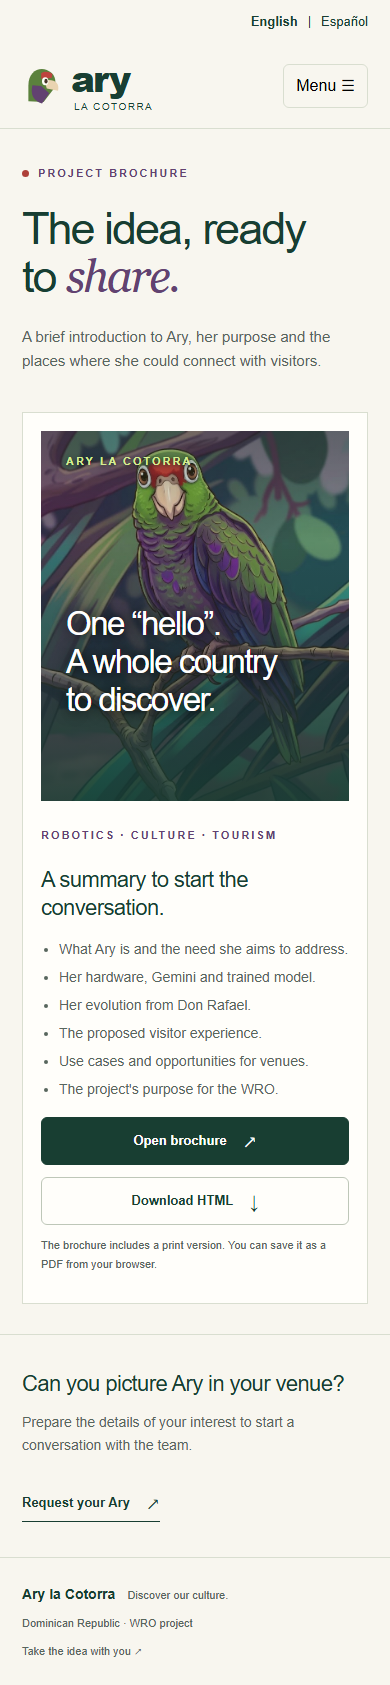 English | Español
ary
LA COTORRA
Menu ☰
PROJECT BROCHURE
The idea, ready
to share.
A brief introduction to Ary, her purpose and the
places where she could connect with visitors.
ARY LA COTORRA
One “hello”.
A whole country
to discover.
ROBOTICS · CULTURE · TOURISM
A summary to start the
conversation.
• What Ary is and the need she aims to address.
• Her hardware, Gemini and trained model.
• Her evolution from Don Rafael.
• The proposed visitor experience.
• Use cases and opportunities for venues.
• The project's purpose for the WRO.
Open brochure ↗
Download HTML ↓
The brochure includes a print version. You can save it as a
PDF from your browser.
Can you picture Ary in your venue?
Prepare the details of your interest to start a
conversation with the team.
Request your Ary ↗
Ary la Cotorra Discover our culture.
Dominican Republic · WRO project
Take the idea with you ↗